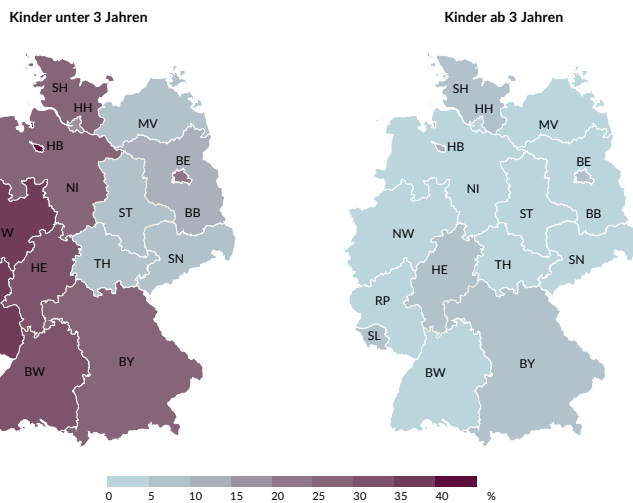 Kinder unter 3 Jahren
Kinder ab 3 Jahren
SH
HH
MV
HB
BE
NI
ST
BB
W
HE
TH
SN
BW
BY
SH
HH
MV
HB
BE
NI
ST
BB
NW
HE
TH
SN
RP
SL
BW
BY
0 5 10 15 20 25 30 35 40 %